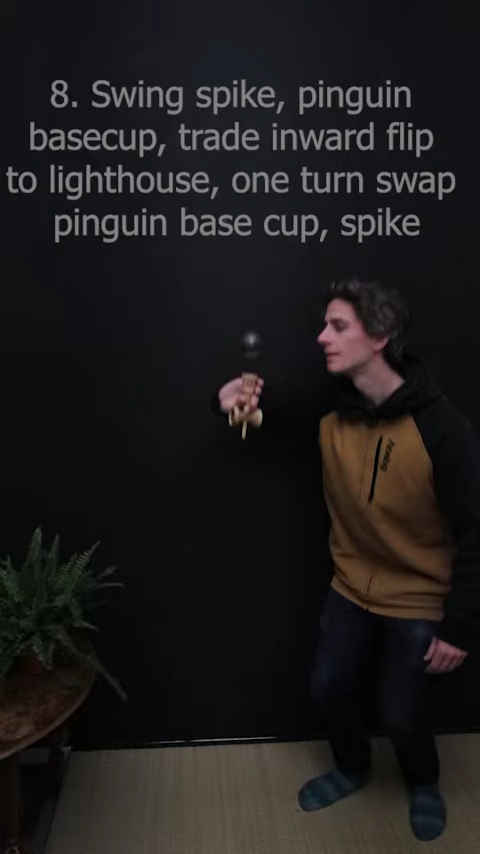 8. Swing spike, pinguin
basecup, trade inward flip
to lighthouse, one turn swap
pinguin base cup, spike